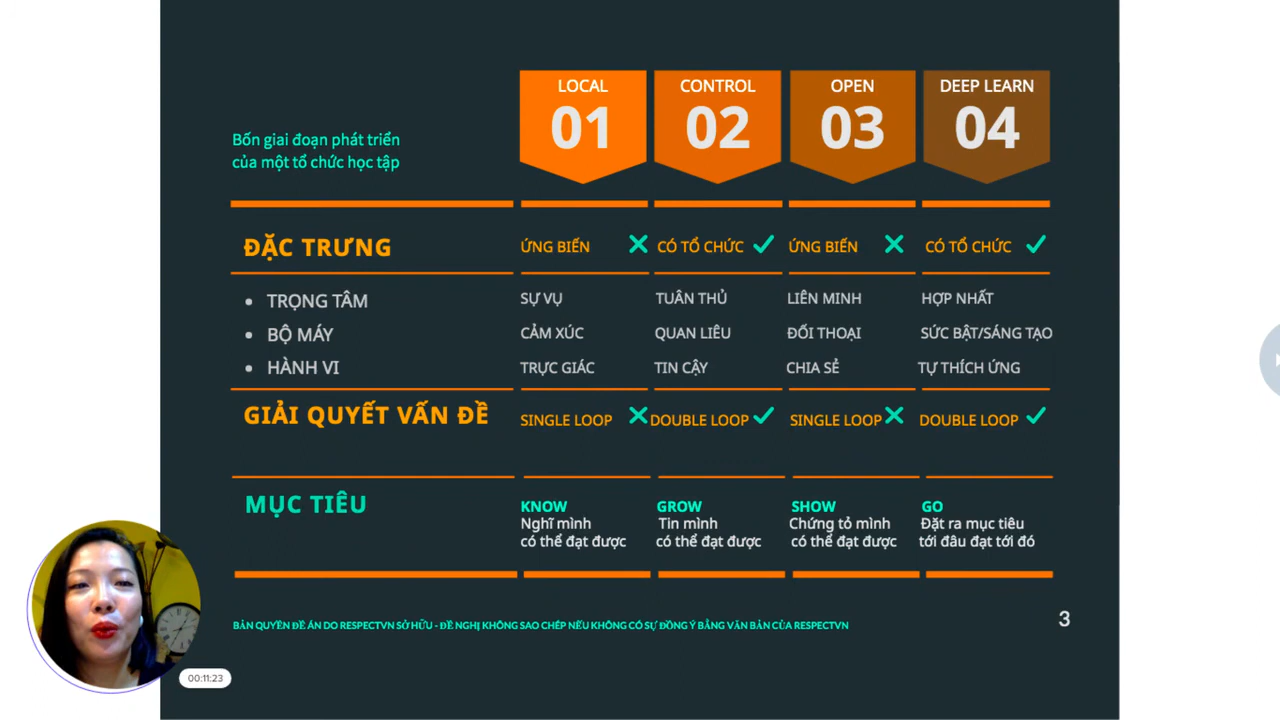 LOCAL
01
CONTROL
02
OPEN
03
DEEP LEARN
04
Bốn giai đoạn phát triển
của một tổ chức học tập
ĐẶC TRƯNG
ỨNG BIẾN
CÓ TỔ CHỨC
ỨNG BIẾN
CÓ TỔ CHỨC
TRỌNG TÂM
SỰ VỤ
TUÂN THỦ
LIÊN MINH
HỢP NHẤT
BỘ MÁY
CẢM XÚC
QUAN LIÊU
ĐỐI THOẠI
SỨC BẬT/SÁNG TẠO
HÀNH VI
TRỰC GIÁC
TIN CẬY
CHIA SẺ
TỰ THÍCH ỨNG
GIẢI QUYẾT VẤN ĐỀ
SINGLE LOOP
DOUBLE LOOP
SINGLE LOOP
DOUBLE LOOP
MỤC TIÊU
KNOW
Nghĩ mình
có thể đạt được
GROW
Tin mình
có thể đạt được
SHOW
Chứng tỏ mình
có thể đạt được
GO
Đặt ra mục tiêu
tới đâu đạt tới đó
BẢN QUYỀN ĐỀ ÁN DO RESPECTVN SỞ HỮU - ĐỀ NGHỊ KHÔNG SAO CHÉP NẾU KHÔNG CÓ SỰ ĐỒNG Ý BẰNG VĂN BẢN CỦA RESPECTVN
3
00:11:23